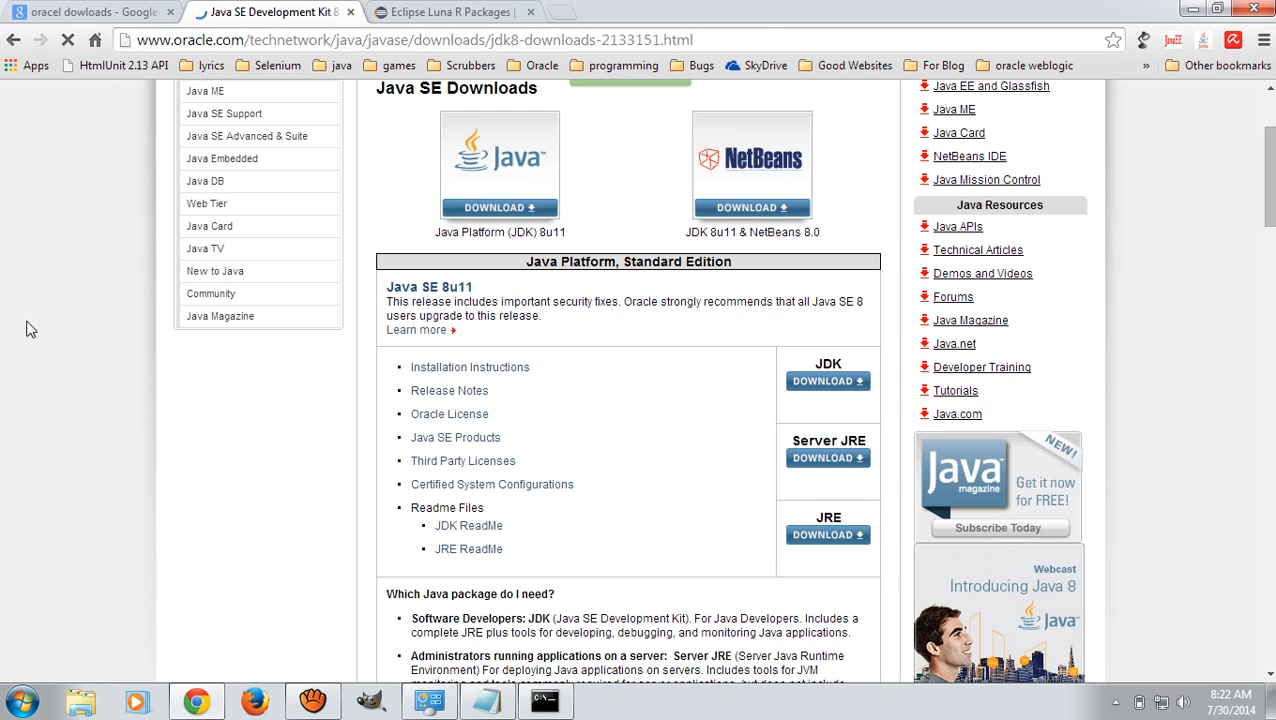 oracel dowloads - Google
Java SE Development Kit 8
Eclipse Luna R Packages
www.oracle.com/technetwork/java/javase/downloads/jdk8-downloads-2133151.html
Apps
HtmlUnit 2.13 API
lyrics
Selenium
java
games
Scrubbers
Oracle
programming
Bugs
SkyDrive
Good Websites
For Blog
oracle weblogic
»
Other bookmarks
Java ME
Java SE Support
Java SE Advanced & Suite
Java Embedded
Java DB
Web Tier
Java Card
Java TV
New to Java
Community
Java Magazine
Java SE Downloads
Java™
DOWNLOAD
Java Platform (JDK) 8u11
NetBeans
DOWNLOAD
JDK 8u11 & NetBeans 8.0
Java Platform, Standard Edition
Java SE 8u11
This release includes important security fixes. Oracle strongly recommends that all Java SE 8
users upgrade to this release.
Learn more
Installation Instructions
Release Notes
Oracle License
Java SE Products
Third Party Licenses
Certified System Configurations
Readme Files
JDK ReadMe
JRE ReadMe
JDK
DOWNLOAD
Server JRE
DOWNLOAD
JRE
DOWNLOAD
Which Java package do I need?
Software Developers: JDK (Java SE Development Kit). For Java Developers. Includes a
complete JRE plus tools for developing, debugging, and monitoring Java applications.
Administrators running applications on a server: Server JRE (Server Java Runtime
Environment) For deploying Java applications on servers. Includes tools for JVM
Java EE and Glassfish
Java ME
Java Card
NetBeans IDE
Java Mission Control
Java Resources
Java APIs
Technical Articles
Demos and Videos
Forums
Java Magazine
Java.net
Developer Training
Tutorials
Java.com
NEW!
Java
magazine
Get it now
for FREE!
Subscribe Today
Webcast
Introducing Java 8
Java™
8:22 AM
7/30/2014